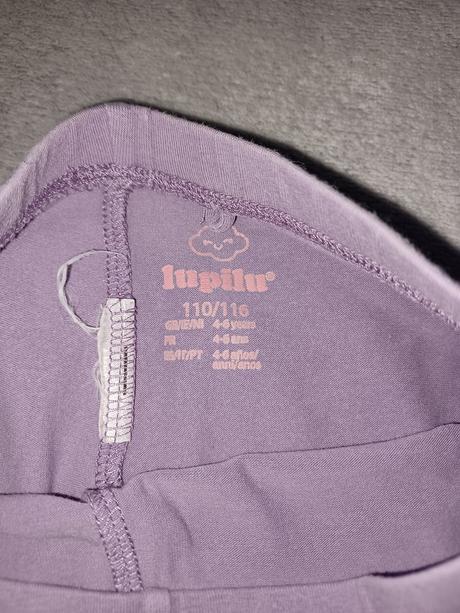 lupilu®
110/116
GB/IE/NI 4-6 years
FR 4-6 ans
ES/IT/PT 4-6 años/
anni/anos